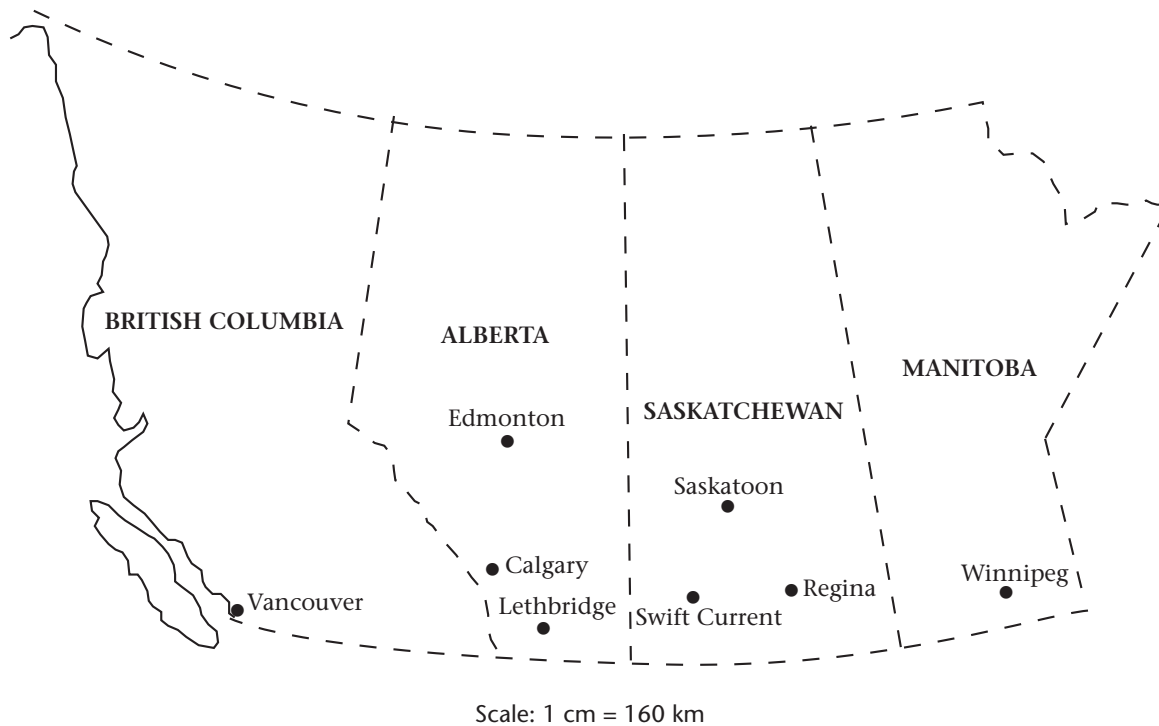 BRITISH COLUMBIA
ALBERTA
MANITOBA
SASKATCHEWAN
Edmonton
Saskatoon
Calgary
Winnipeg
Regina
Vancouver
Lethbridge
Swift Current
Scale: 1 cm = 160 km